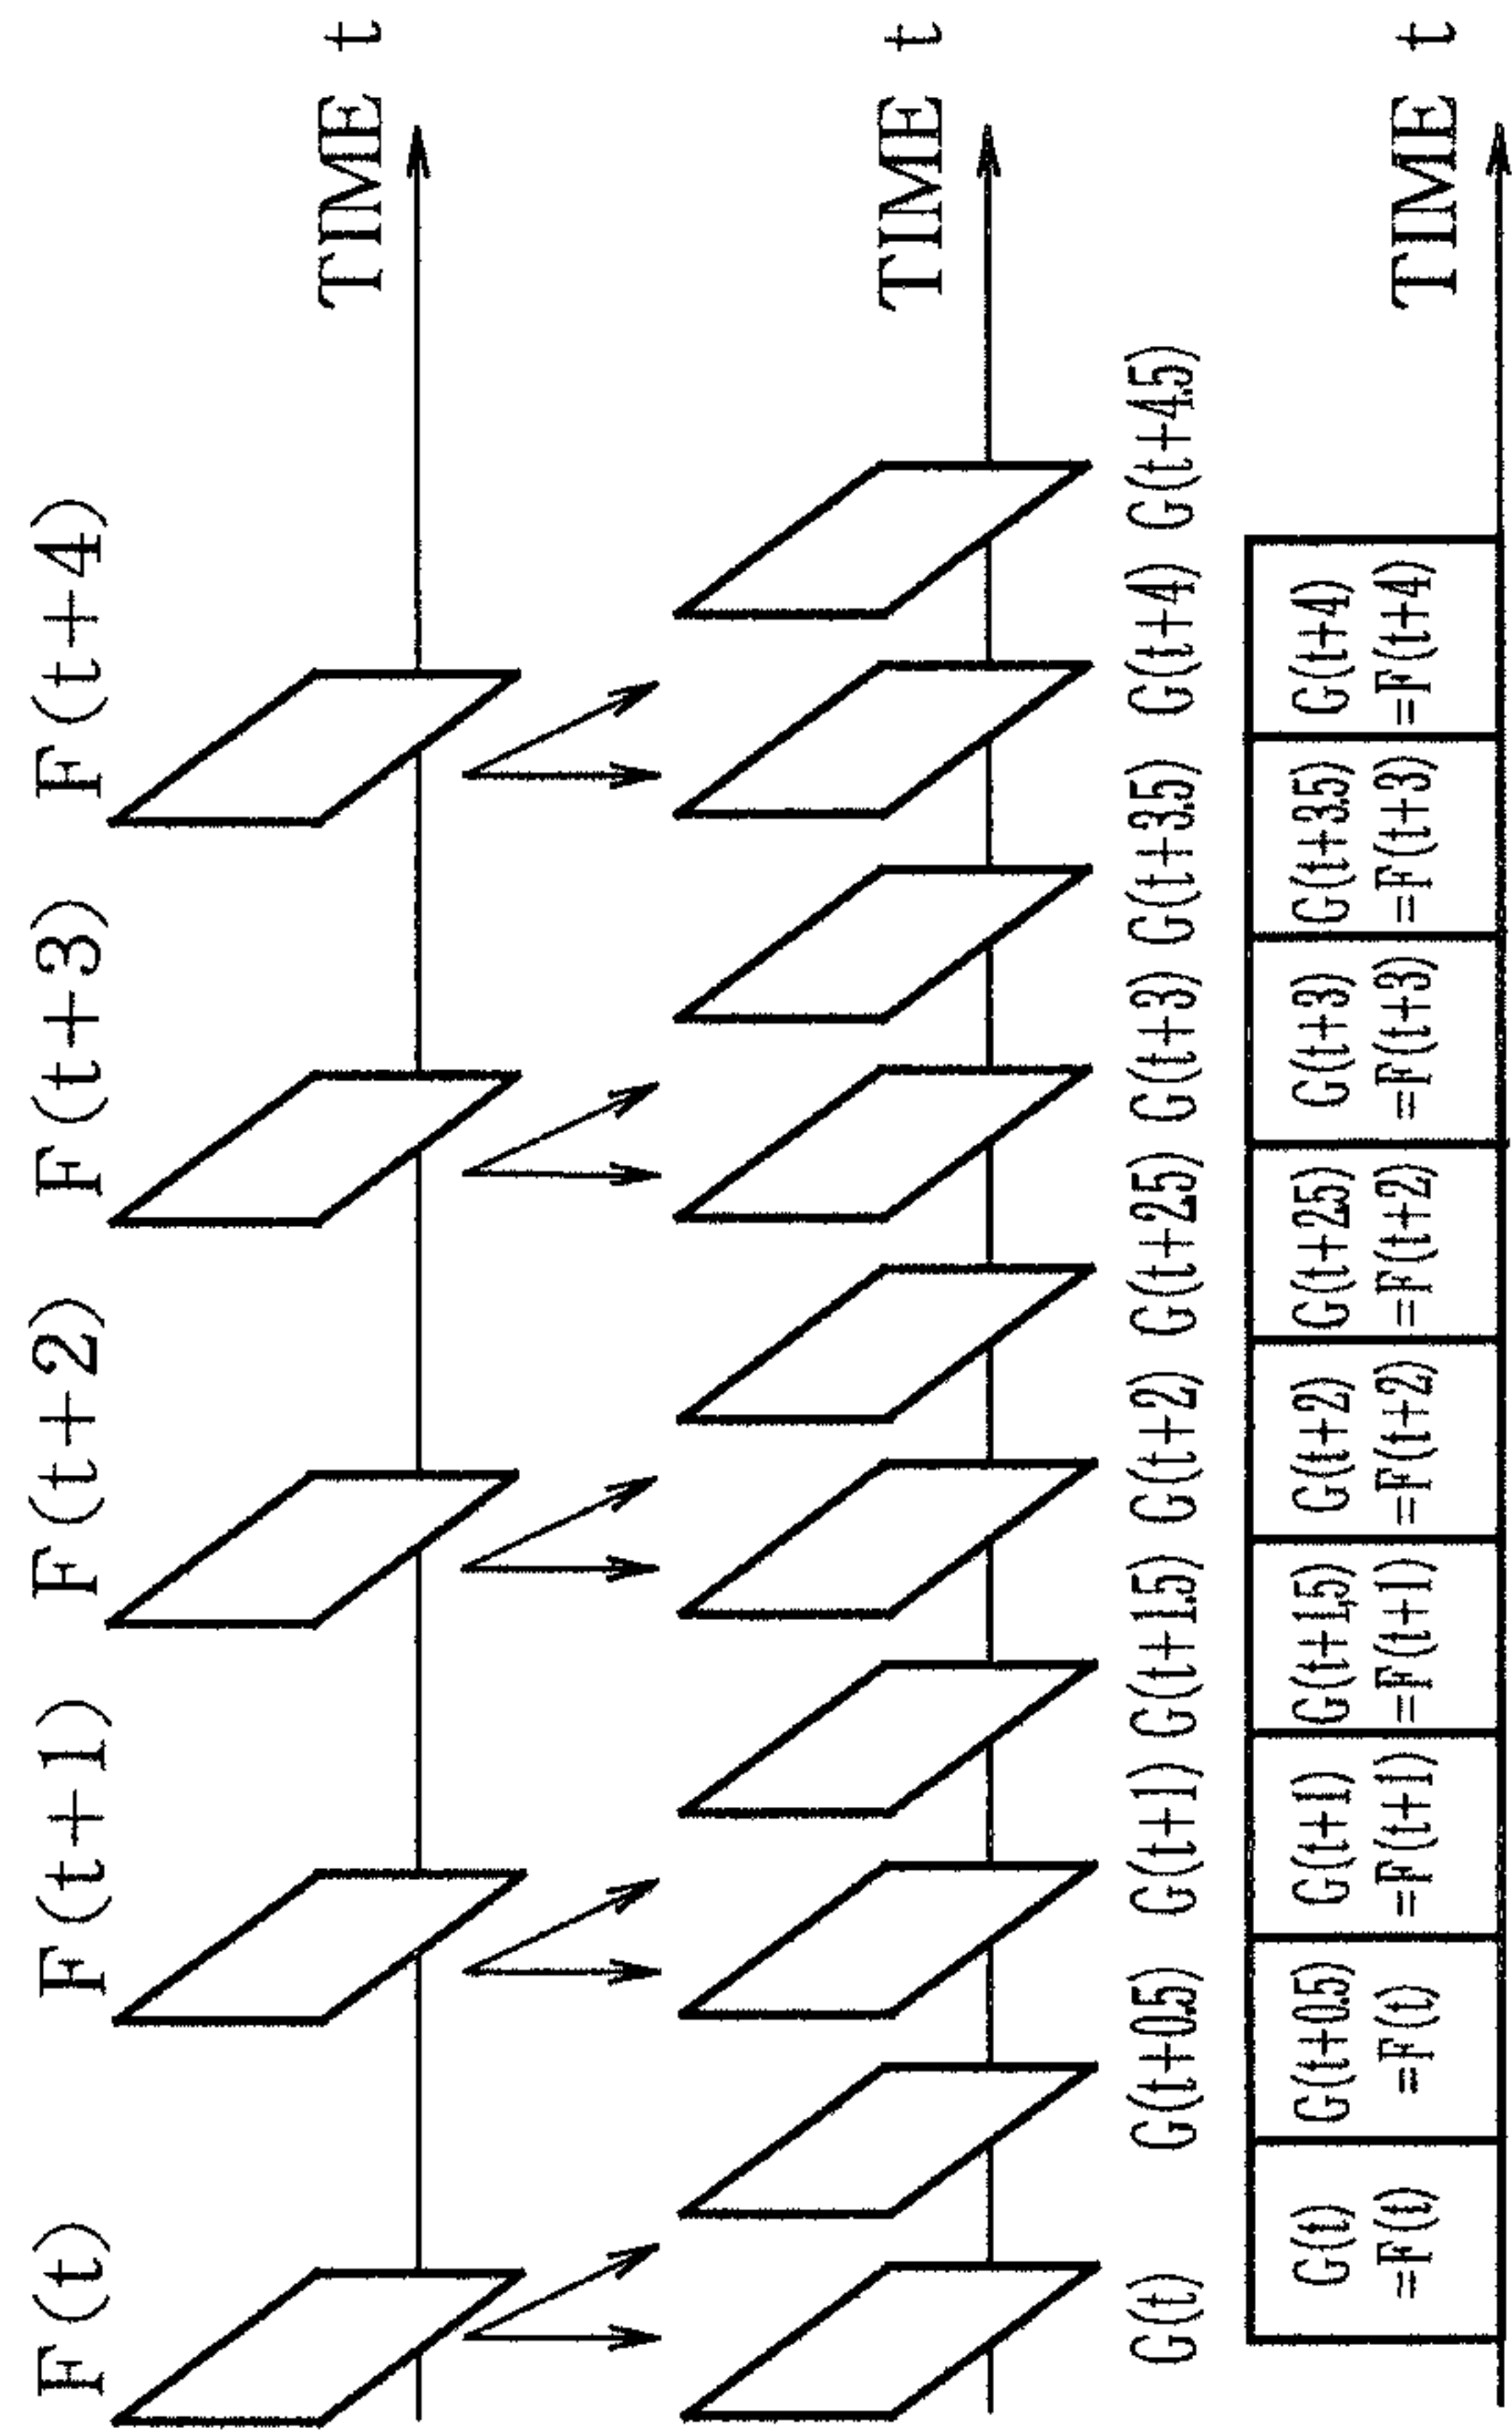 F(t) F(t+1) F(t+2) F(t+3) F(t+4)
TIME t
TIME t
G(t) G(t+0.5) G(t+1) G(t+1.5) G(t+2) G(t+2.5) G(t+3) G(t+3.5) G(t+4) G(t+4.5)
G(t)
=F(t)
G(t+0.5)
=F(t)
G(t+1)
=F(t+1)
G(t+1.5)
=F(t+1)
G(t+2)
=F(t+2)
G(t+2.5)
=F(t+2)
G(t+3)
=F(t+3)
G(t+3.5)
=F(t+3)
G(t+4)
=F(t+4)
TIME t